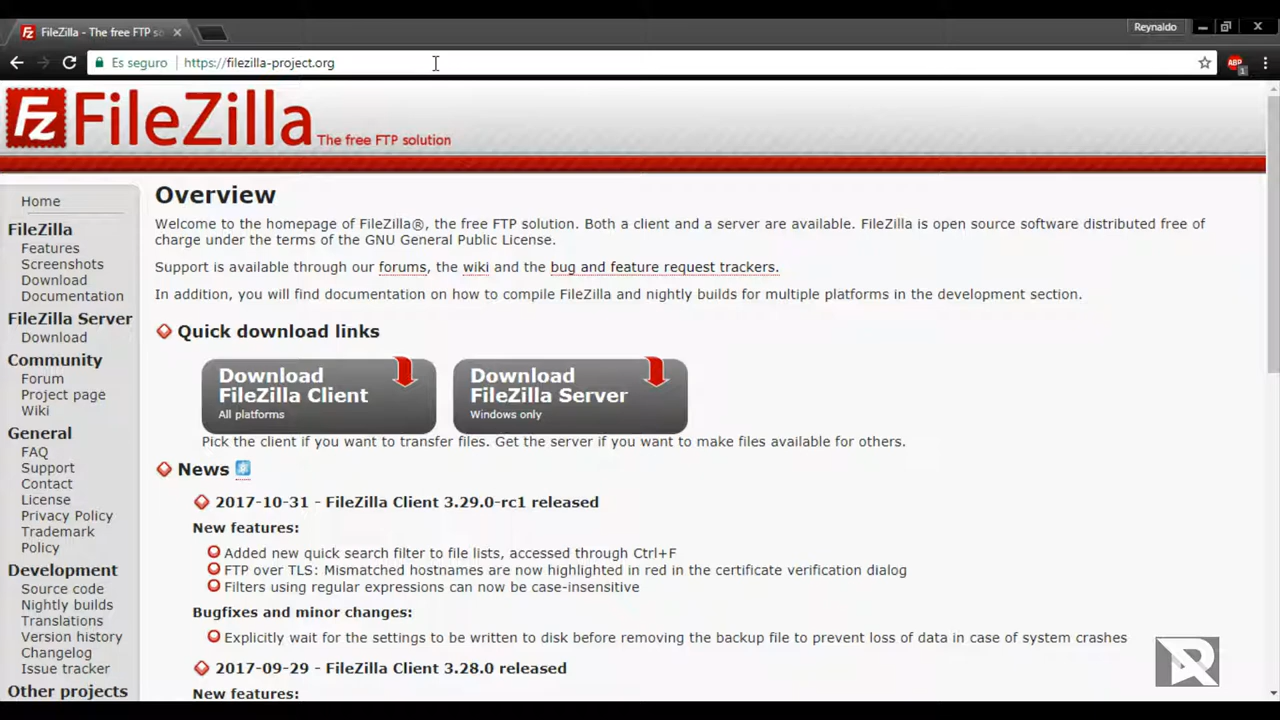 FileZilla - The free FTP so
Reynaldo
Es seguro https://filezilla-project.org
ABP
1
FZ FileZilla The free FTP solution
Home
FileZilla
Features
Screenshots
Download
Documentation
FileZilla Server
Download
Community
Forum
Project page
Wiki
General
FAQ
Support
Contact
License
Privacy Policy
Trademark
Policy
Development
Source code
Nightly builds
Translations
Version history
Changelog
Issue tracker
Other projects
Overview
Welcome to the homepage of FileZilla®, the free FTP solution. Both a client and a server are available. FileZilla is open source software distributed free of
charge under the terms of the GNU General Public License.
Support is available through our forums, the wiki and the bug and feature request trackers.
In addition, you will find documentation on how to compile FileZilla and nightly builds for multiple platforms in the development section.
Quick download links
Download
FileZilla Client
All platforms
Download
FileZilla Server
Windows only
Pick the client if you want to transfer files. Get the server if you want to make files available for others.
News
2017-10-31 - FileZilla Client 3.29.0-rc1 released
New features:
Added new quick search filter to file lists, accessed through Ctrl+F
FTP over TLS: Mismatched hostnames are now highlighted in red in the certificate verification dialog
Filters using regular expressions can now be case-insensitive
Bugfixes and minor changes:
Explicitly wait for the settings to be written to disk before removing the backup file to prevent loss of data in case of system crashes
2017-09-29 - FileZilla Client 3.28.0 released
New features: